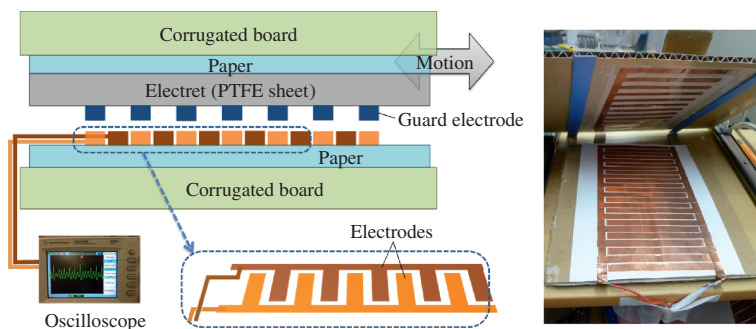 Corrugated board
Paper
Motion
Electret (PTFE sheet)
Guard electrode
Paper
Corrugated board
Electrodes
Oscilloscope